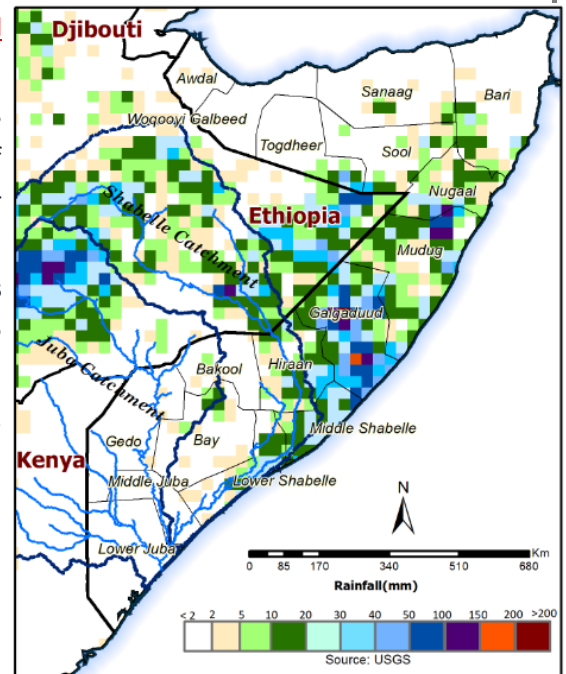 Djibouti
Awdal
Sanaag
Bari
Woqooyi Galbeed
Togdheer
Sool
Nugaal
Shabelle Catchment
Ethiopia
Mudug
Galgaduud
Juba Catchment
Bakool
Hiraan
Gedo
Bay
Middle Shabelle
Kenya
Middle Juba
Lower Shabelle
N
Lower Juba
0 85 170 340 510 680 Km
Rainfall(mm)
< 2 2 5 10 20 30 40 50 100 150 200 >200
Source: USGS